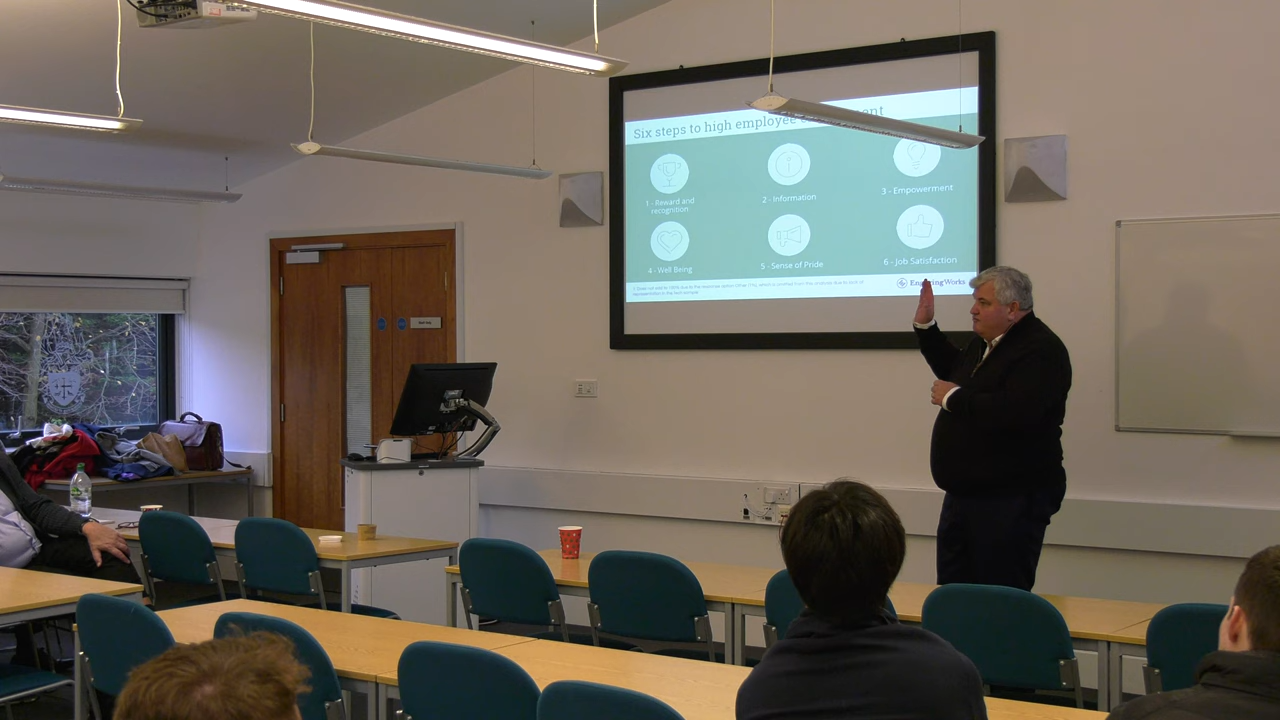 Six steps to high employee
1 - Reward and
recognition
2 - Information
3 - Empowerment
4 - Well Being
5 - Sense of Pride
6 - Job Satisfaction
Engaging Works